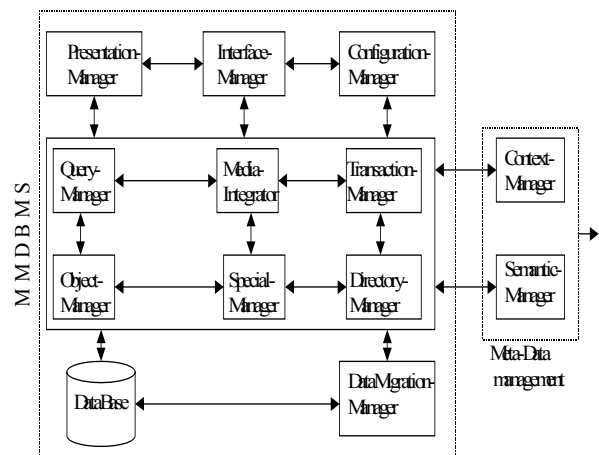 Presentation-
Manager
Interface-
Manager
Configuration-
Manager
MMDBMS
Query-
Manager
Media-
Integrator
Transaction-
Manager
Context-
Manager
Object-
Manager
Special-
Manager
Directory-
Manager
Semantic-
Manager
Meta-Data
management
DataBase
DataMigration-
Manager